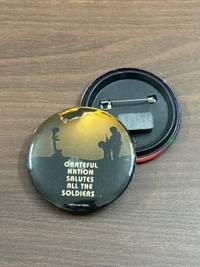 GRATEFUL
NATION
SALUTES
ALL THE
SOLDIERS